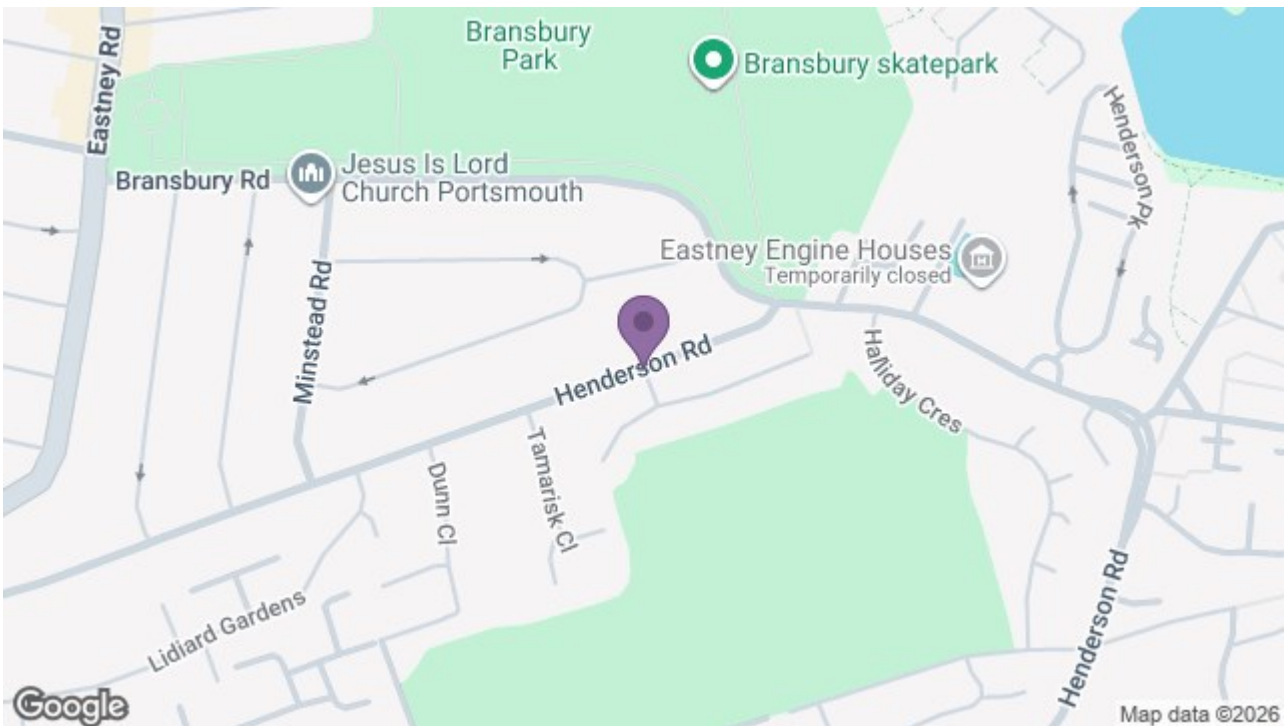 Bransbury
Park
Bransbury skatepark
Eastney Rd
Henderson Pk
Jesus Is Lord
Church Portsmouth
Bransbury Rd
Eastney Engine Houses
Temporarily closed
Minstead Rd
Henderson Rd
Halliday Cres
Tamarisk Cl
Dunn Cl
Lidiard Gardens
Henderson Rd
Google
Map data ©2026